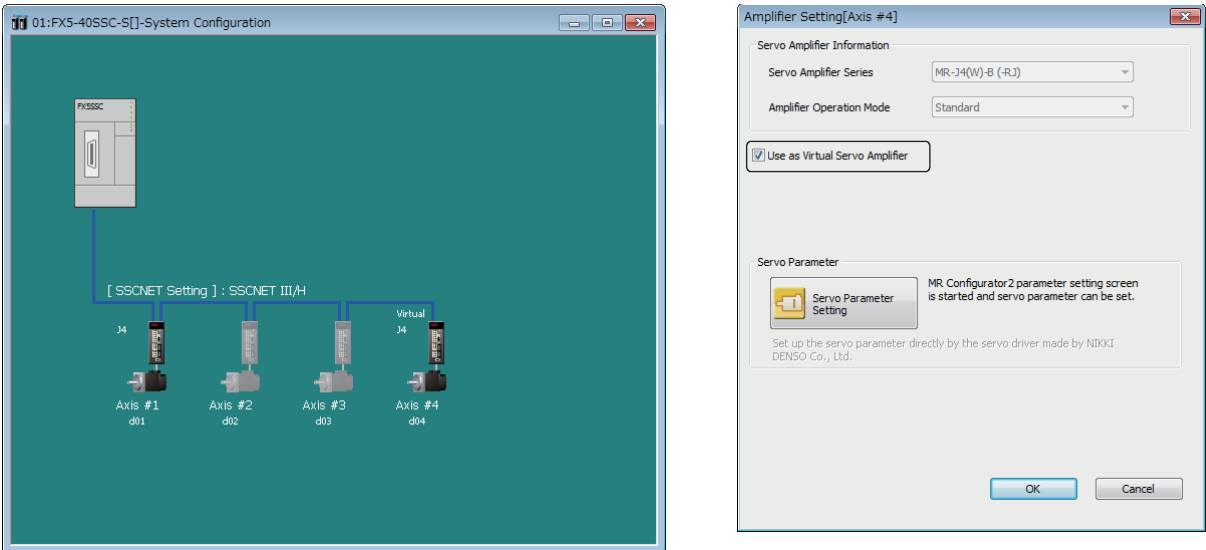 01:FX5-40SSC-S[]-System Configuration
FX5SSC
[ SSCNET Setting ] : SSCNET III/H
Virtual
J4
J4
Axis #1
Axis #2
Axis #3
Axis #4
d01
d02
d03
d04
Amplifier Setting[Axis #4]
Servo Amplifier Information
Servo Amplifier Series
MR-J4(W)-B (-RJ)
Amplifier Operation Mode
Standard
Use as Virtual Servo Amplifier
Servo Parameter
Servo Parameter
Setting
MR Configurator2 parameter setting screen
is started and servo parameter can be set.
Set up the servo parameter directly by the servo driver made by NIKKI
DENSO Co., Ltd.
OK
Cancel